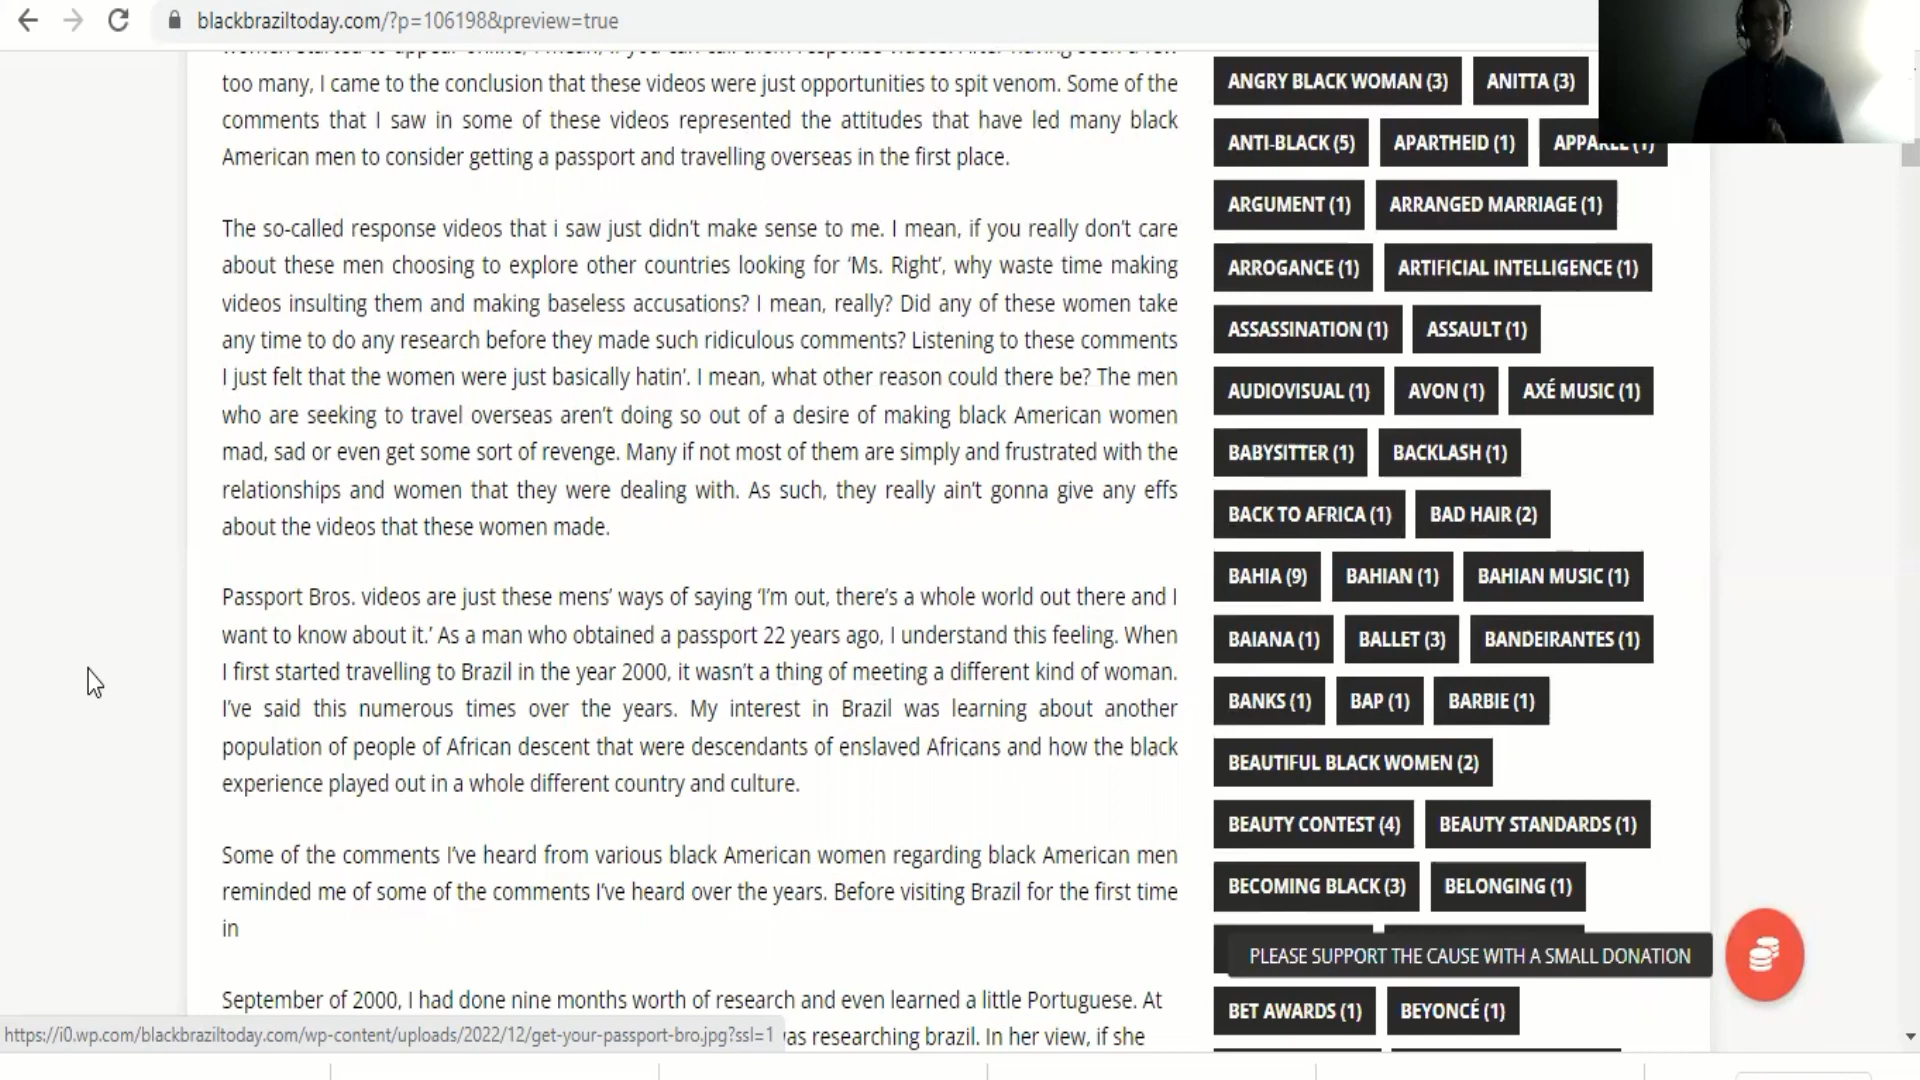 blackbraziltoday.com/?p=106198&preview=true
too many, I came to the conclusion that these videos were just opportunities to spit venom. Some of the
comments that I saw in some of these videos represented the attitudes that have led many black
American men to consider getting a passport and travelling overseas in the first place.
The so-called response videos that i saw just didn't make sense to me. I mean, if you really don't care
about these men choosing to explore other countries looking for 'Ms. Right', why waste time making
videos insulting them and making baseless accusations? I mean, really? Did any of these women take
any time to do any research before they made such ridiculous comments? Listening to these comments
I just felt that the women were just basically hatin'. I mean, what other reason could there be? The men
who are seeking to travel overseas aren't doing so out of a desire of making black American women
mad, sad or even get some sort of revenge. Many if not most of them are simply and frustrated with the
relationships and women that they were dealing with. As such, they really ain't gonna give any effs
about the videos that these women made.
Passport Bros. videos are just these mens' ways of saying 'I'm out, there's a whole world out there and I
want to know about it.' As a man who obtained a passport 22 years ago, I understand this feeling. When
I first started travelling to Brazil in the year 2000, it wasn't a thing of meeting a different kind of woman.
I've said this numerous times over the years. My interest in Brazil was learning about another
population of people of African descent that were descendants of enslaved Africans and how the black
experience played out in a whole different country and culture.
Some of the comments I've heard from various black American women regarding black American men
reminded me of some of the comments I've heard over the years. Before visiting Brazil for the first time
in
September of 2000, I had done nine months worth of research and even learned a little Portuguese. At
was researching brazil. In her view, if she
https://i0.wp.com/blackbraziltoday.com/wp-content/uploads/2022/12/get-your-passport-bro.jpg?ssl=1
ANGRY BLACK WOMAN (3) ANITTA (3)
ANTI-BLACK (5) APARTHEID (1) APPAREL (1)
ARGUMENT (1) ARRANGED MARRIAGE (1)
ARROGANCE (1) ARTIFICIAL INTELLIGENCE (1)
ASSASSINATION (1) ASSAULT (1)
AUDIOVISUAL (1) AVON (1) AXÉ MUSIC (1)
BABYSITTER (1) BACKLASH (1)
BACK TO AFRICA (1) BAD HAIR (2)
BAHIA (9) BAHIAN (1) BAHIAN MUSIC (1)
BAIANA (1) BALLET (3) BANDEIRANTES (1)
BANKS (1) BAP (1) BARBIE (1)
BEAUTIFUL BLACK WOMEN (2)
BEAUTY CONTEST (4) BEAUTY STANDARDS (1)
BECOMING BLACK (3) BELONGING (1)
PLEASE SUPPORT THE CAUSE WITH A SMALL DONATION
BET AWARDS (1) BEYONCÉ (1)